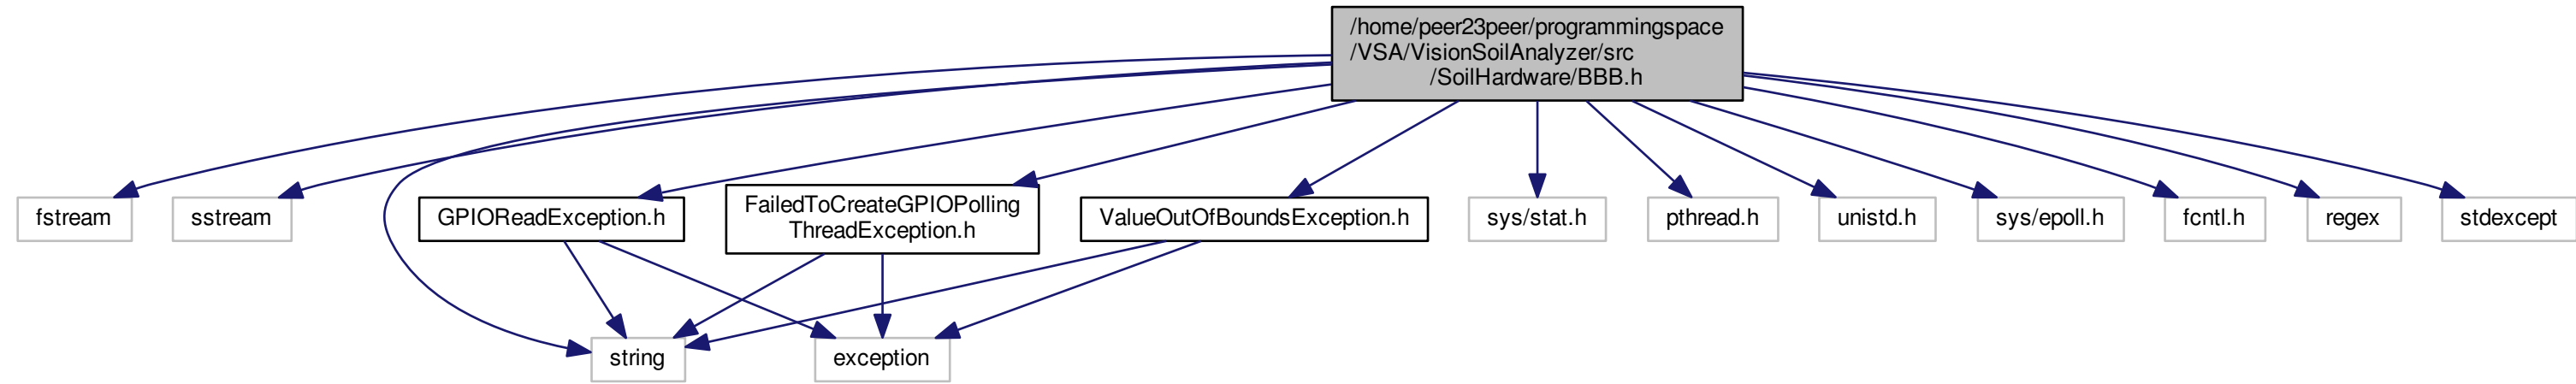 /home/peer23peer/programmingspace
/VSA/VisionSoilAnalyzer/src
/SoilHardware/BBB.h
fstream
sstream
GPIOReadException.h
FailedToCreateGPIOPolling
ThreadException.h
ValueOutOfBoundsException.h
sys/stat.h
pthread.h
unistd.h
sys/epoll.h
fcntl.h
regex
stdexcept
string
exception